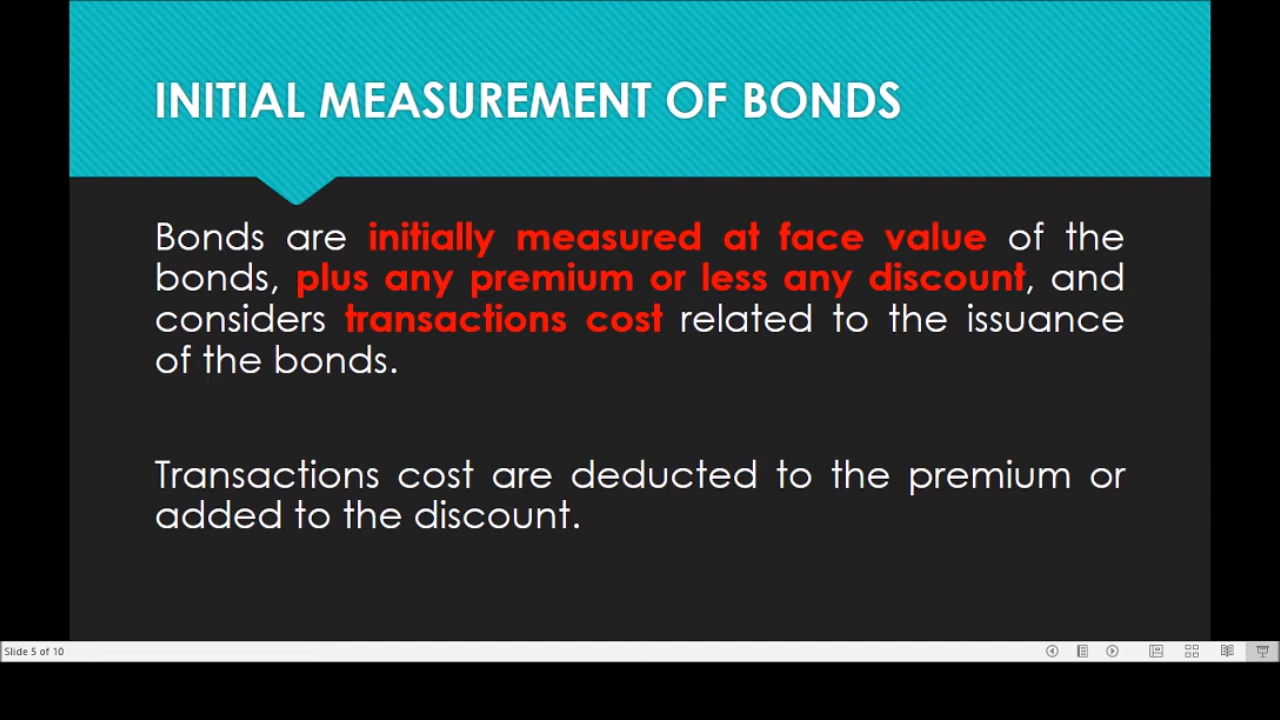 INITIAL MEASUREMENT OF BONDS
Bonds are initially measured at face value of the
bonds, plus any premium or less any discount, and
considers transactions cost related to the issuance
of the bonds.
Transactions cost are deducted to the premium or
added to the discount.
Slide 5 of 10